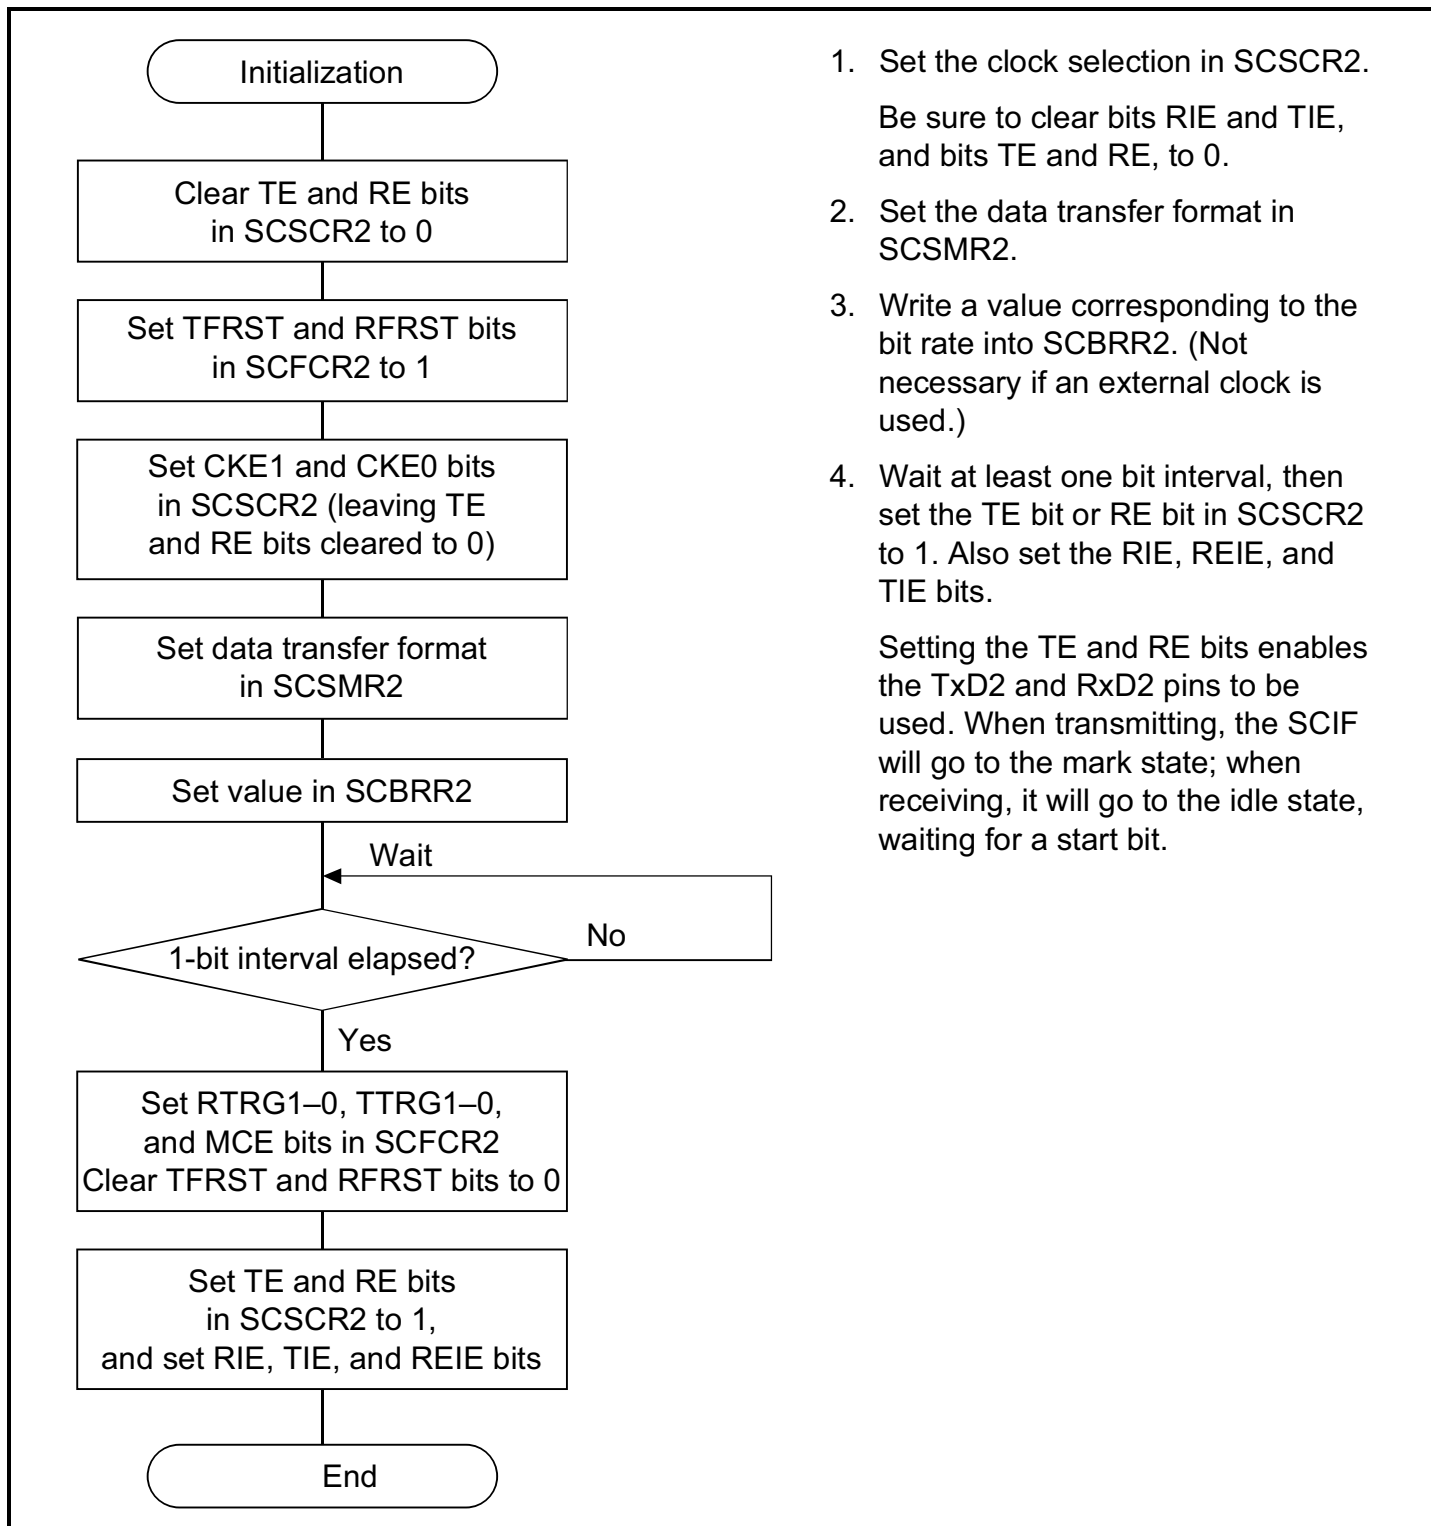 Initialization
Clear TE and RE bits
in SCSCR2 to 0
Set TFRST and RFRST bits
in SCFCR2 to 1
Set CKE1 and CKE0 bits
in SCSCR2 (leaving TE
and RE bits cleared to 0)
Set data transfer format
in SCSMR2
Set value in SCBRR2
Wait
1-bit interval elapsed?
No
Yes
Set RTRG1–0, TTRG1–0,
and MCE bits in SCFCR2
Clear TFRST and RFRST bits to 0
Set TE and RE bits
in SCSCR2 to 1,
and set RIE, TIE, and REIE bits
End
1. Set the clock selection in SCSCR2.
Be sure to clear bits RIE and TIE,
and bits TE and RE, to 0.
2. Set the data transfer format in
SCSMR2.
3. Write a value corresponding to the
bit rate into SCBRR2. (Not
necessary if an external clock is
used.)
4. Wait at least one bit interval, then
set the TE bit or RE bit in SCSCR2
to 1. Also set the RIE, REIE, and
TIE bits.
Setting the TE and RE bits enables
the TxD2 and RxD2 pins to be
used. When transmitting, the SCIF
will go to the mark state; when
receiving, it will go to the idle state,
waiting for a start bit.